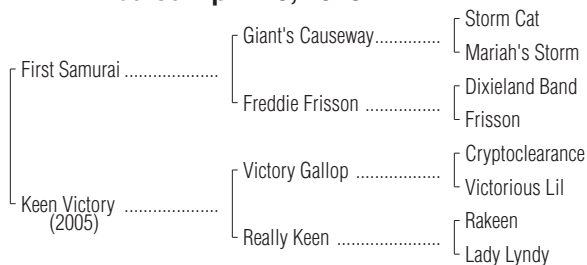 Storm Cat
Giant's Causeway
Mariah's Storm
First Samurai
Dixieland Band
Freddie Frisson
Frisson
Cryptoclearance
Victory Gallop
Victorious Lil
Keen Victory
(2005)
Rakeen
Really Keen
Lady Lyndy